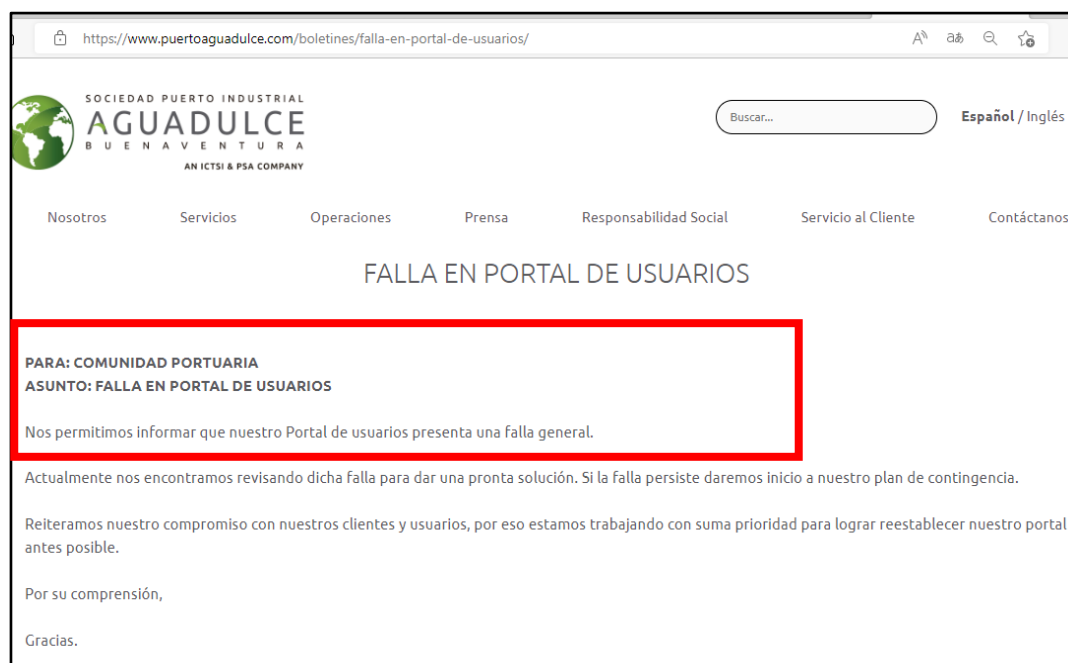 https://www.puertoaguadulce.com/boletines/falla-en-portal-de-usuarios/
SOCIEDAD PUERTO INDUSTRIAL
AGUADULCE
BUENAVENTURA
AN ICTSI & PSA COMPANY
Buscar...
Español / Inglés
Nosotros Servicios Operaciones Prensa Responsabilidad Social Servicio al Cliente Contáctanos
FALLA EN PORTAL DE USUARIOS
PARA: COMUNIDAD PORTUARIA
ASUNTO: FALLA EN PORTAL DE USUARIOS
Nos permitimos informar que nuestro Portal de usuarios presenta una falla general.
Actualmente nos encontramos revisando dicha falla para dar una pronta solución. Si la falla persiste daremos inicio a nuestro plan de contingencia.
Reiteramos nuestro compromiso con nuestros clientes y usuarios, por eso estamos trabajando con suma prioridad para lograr reestablecer nuestro portal
antes posible.
Por su comprensión,
Gracias.